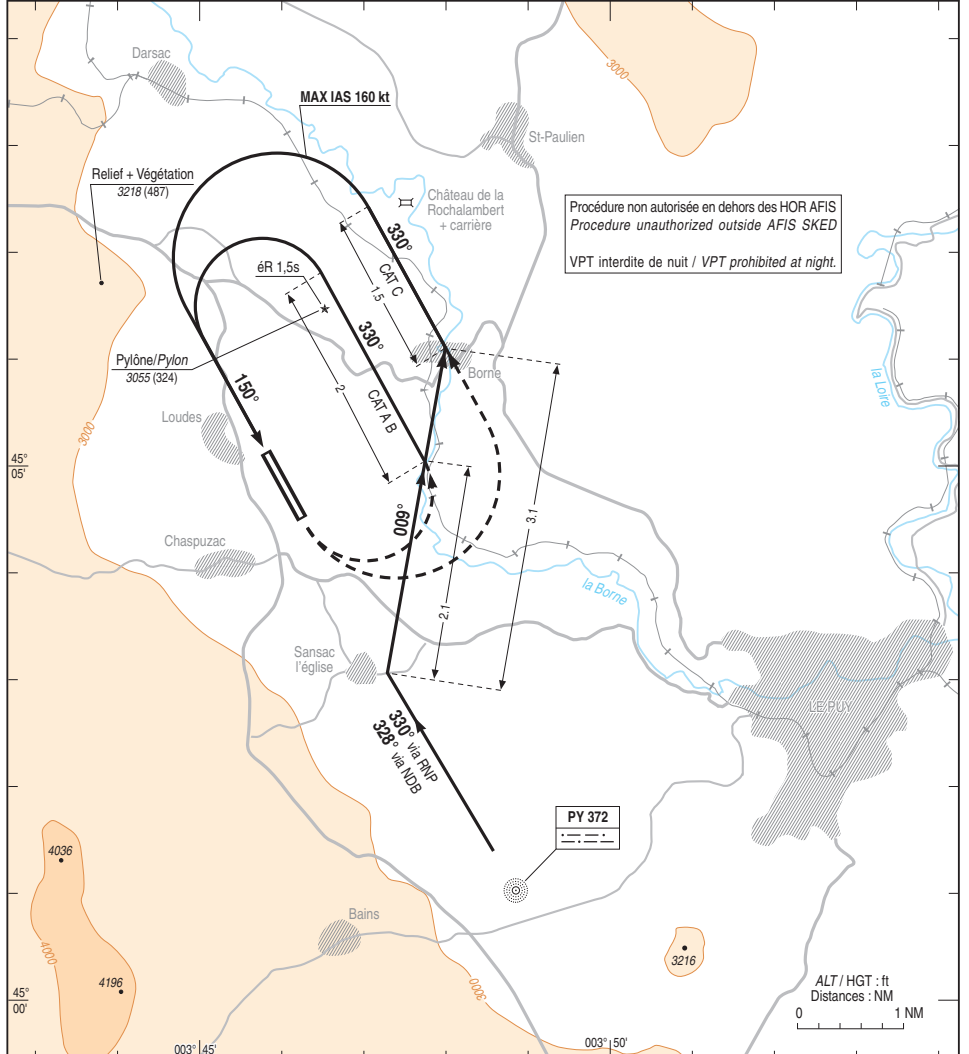 Darsac
3000
MAX IAS 160 kt
St-Paulien
Relief + Végétation
3218 (487)
Château de la
Rochalambert
+ carrière
Procédure non autorisée en dehors des HOR AFIS
Procedure unauthorized outside AFIS SKED
VPT interdite de nuit / VPT prohibited at night.
330°
CAT C
1.5
éR 1,5s
330°
CAT A B
2
Pylône/Pylon
3055 (324)
Borne
la Loire
150°
Loudes
3000
45°
05'
009°
3.1
2.1
Chaspuzac
la Borne
Sansac
l'église
LE PUY
330° via RNP
328° via NDB
PY 372
4036
Bains
4000
4196
3000
3216
45°
00'
ALT / HGT : ft
Distances : NM
0 1 NM
003° 45'
003° 50'